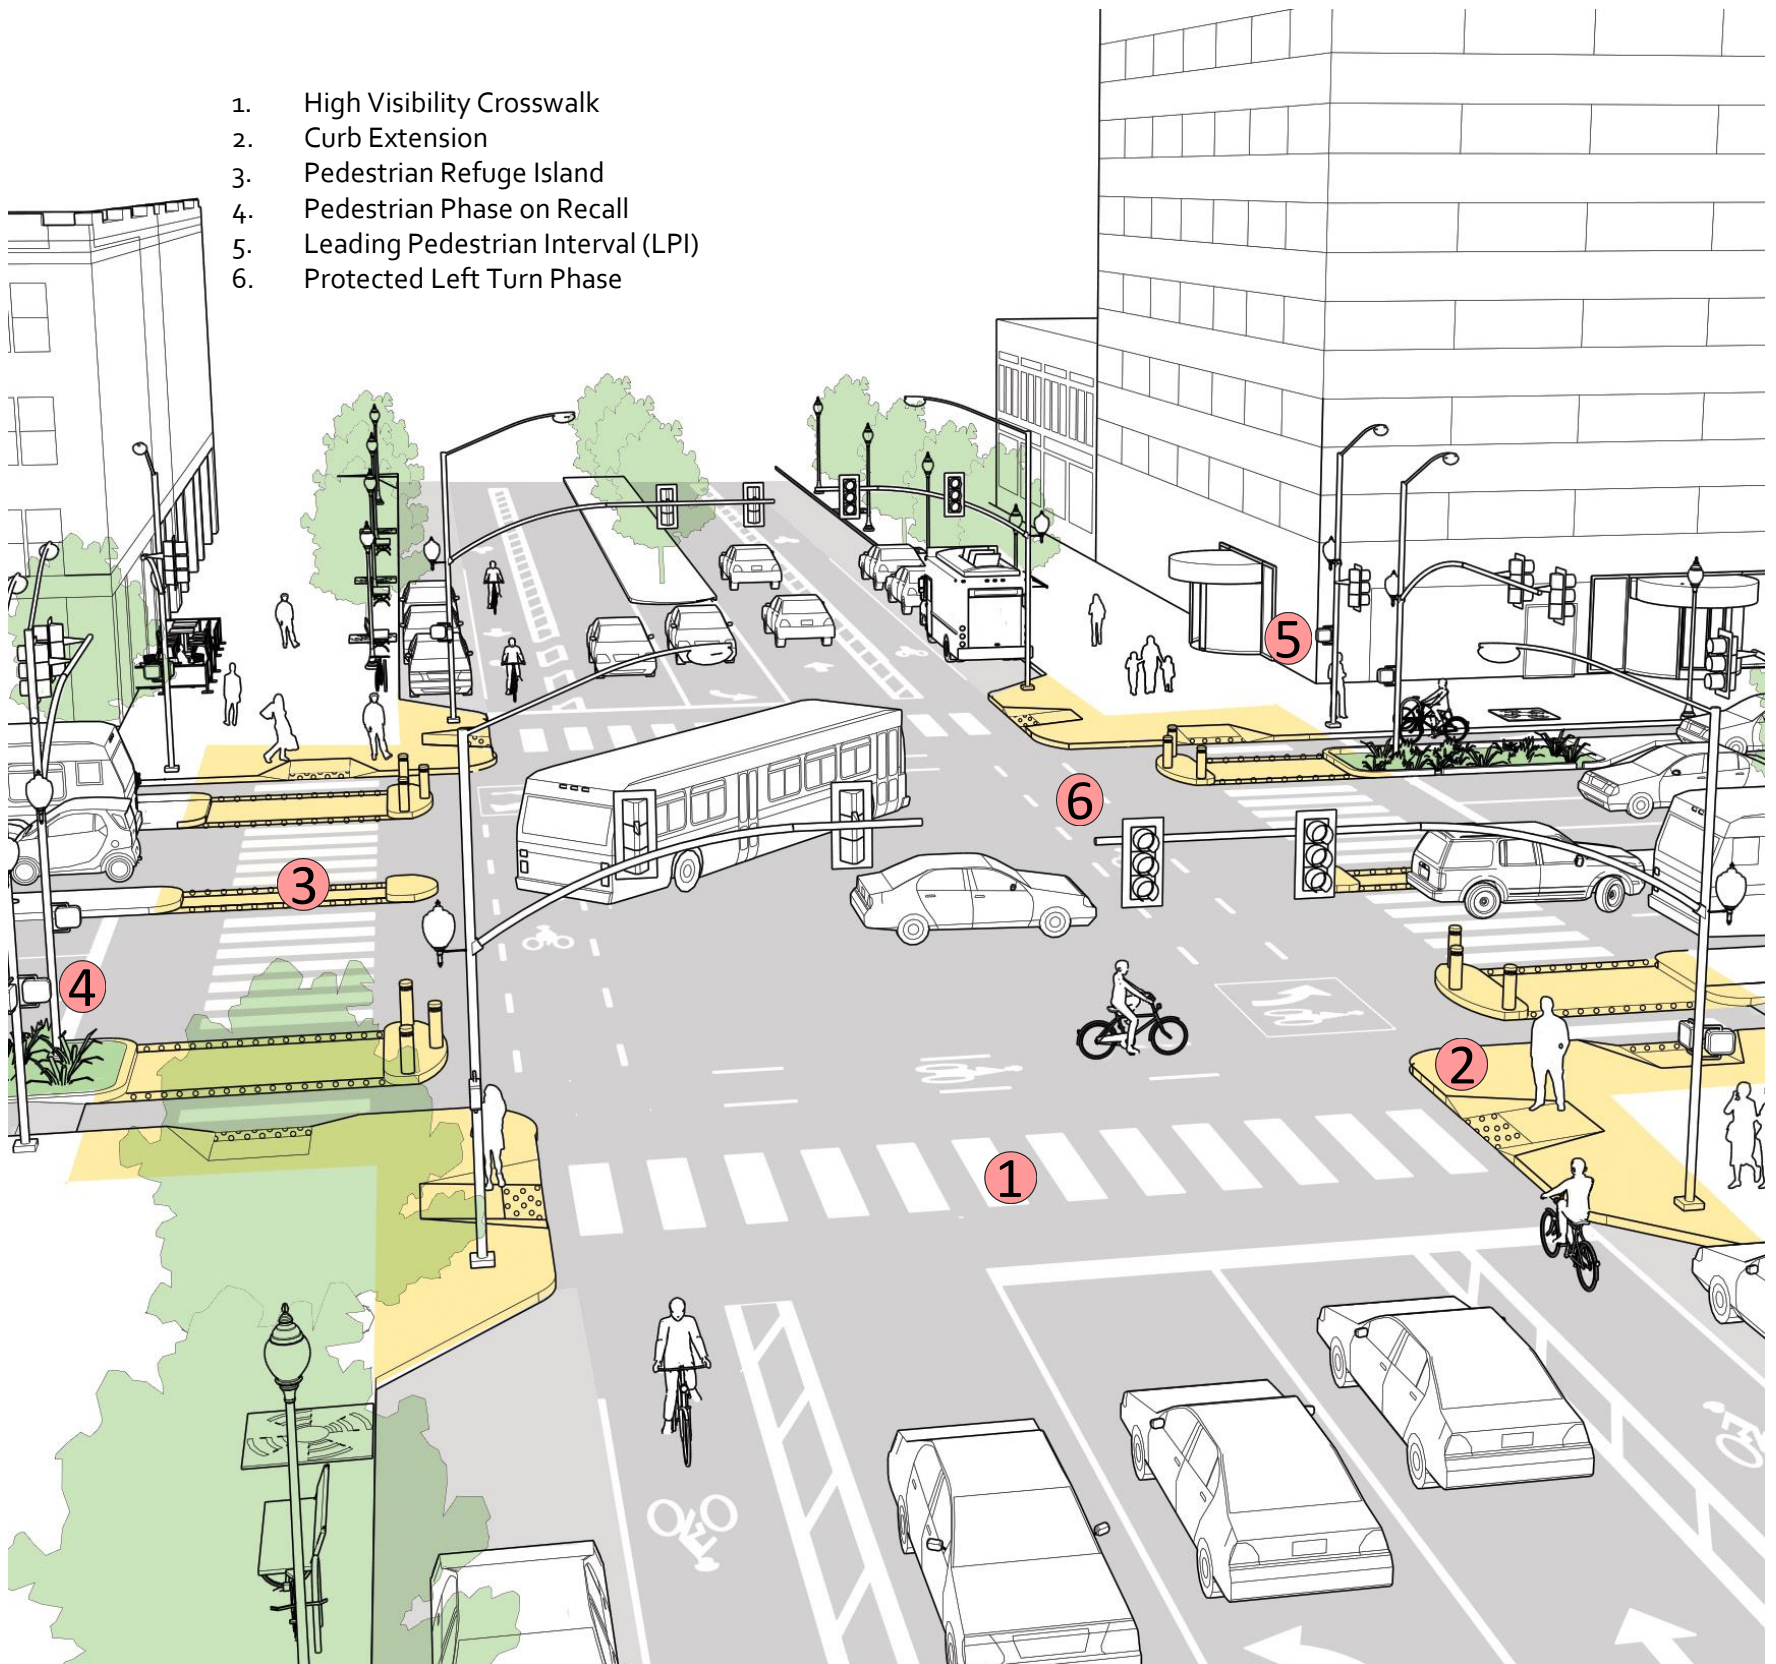 1. High Visibility Crosswalk
2. Curb Extension
3. Pedestrian Refuge Island
4. Pedestrian Phase on Recall
5. Leading Pedestrian Interval (LPI)
6. Protected Left Turn Phase
5
6
3
4
2
1